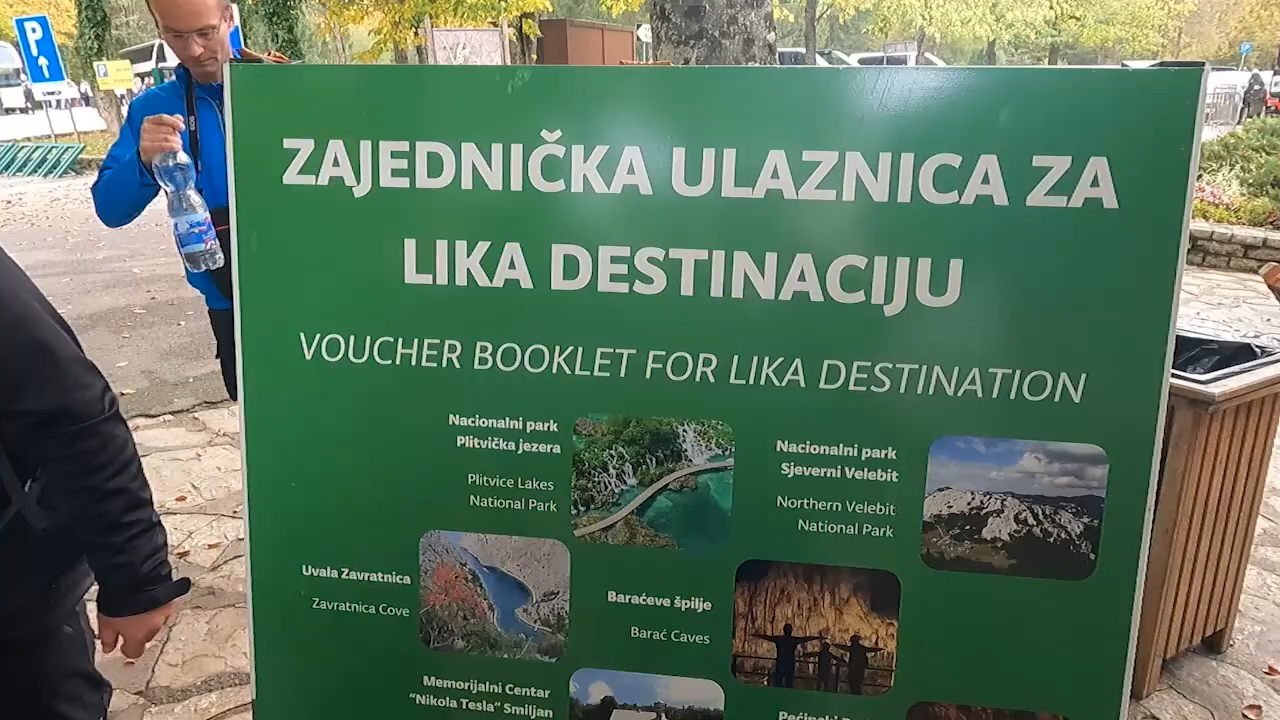 P
ZAJEDNIČKA ULAZNICA ZA
LIKA DESTINACIJU
VOUCHER BOOKLET FOR LIKA DESTINATION
Nacionalni park
Plitvička jezera
Plitvice Lakes
National Park
Nacionalni park
Sjeverni Velebit
Northern Velebit
National Park
Uvala Zavratnica
Zavratnica Cove
Baraćeve špilje
Barać Caves
Memorijalni Centar
"Nikola Tesla" Smiljan